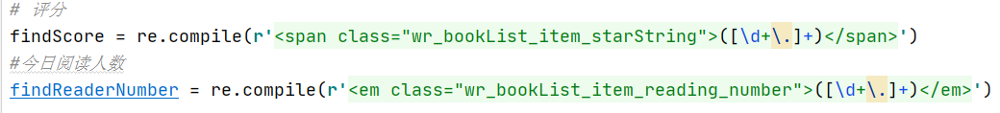 # 评分
findScore = re.compile(r'<span class="wr_bookList_item_starString">([\d+\.]+)</span>')
#今日阅读人数
findReaderNumber = re.compile(r'<em class="wr_bookList_item_reading_number">([\d+\.]+)</em>')